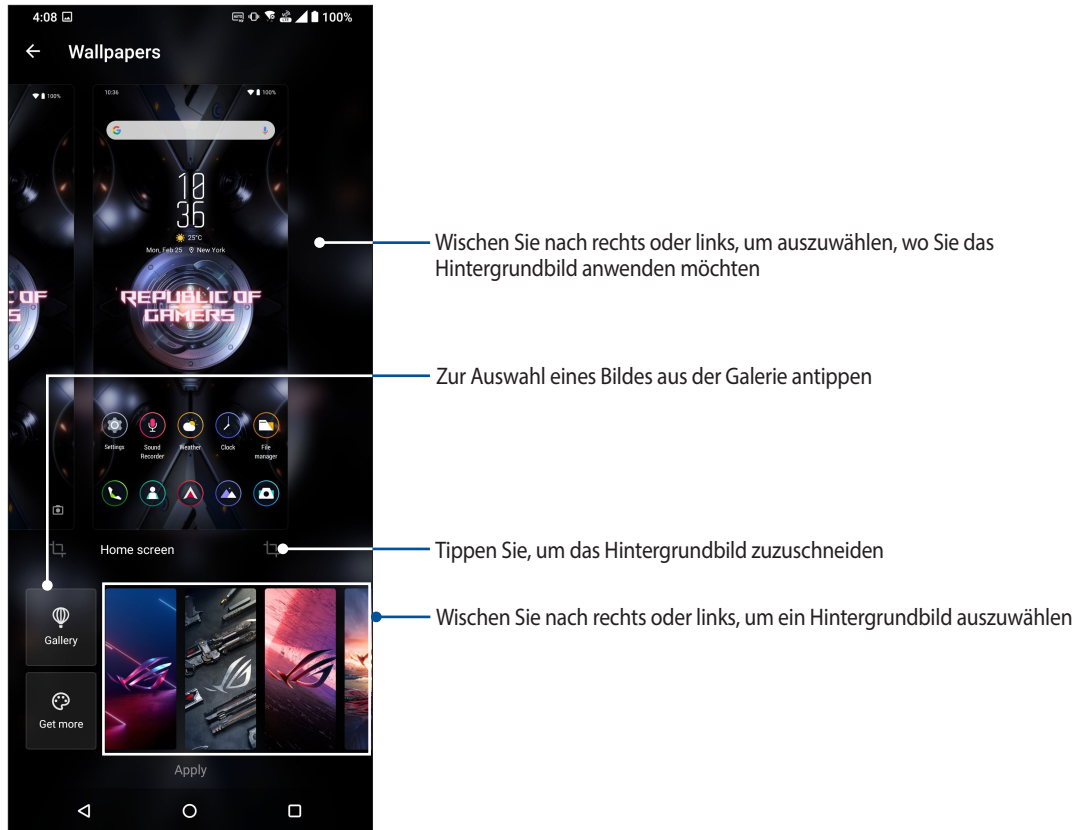 4:08 100%
Wallpapers
100%
10:36 100%
10
36
25°C
Mon, Feb 25 New York
C OF
S
REPUBLIC OF
GAMERS
Settings Sound Recorder Weather Clock File manager
Home screen
Gallery
Get more
Apply
Wischen Sie nach rechts oder links, um auszuwählen, wo Sie das
Hintergrundbild anwenden möchten
Zur Auswahl eines Bildes aus der Galerie antippen
Tippen Sie, um das Hintergrundbild zuzuschneiden
Wischen Sie nach rechts oder links, um ein Hintergrundbild auszuwählen